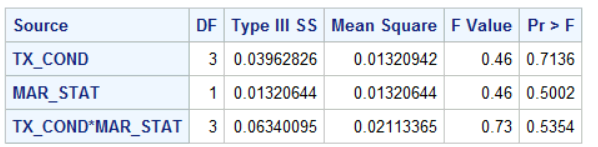 Source DF Type III SS Mean Square F Value Pr > F
TX_COND 3 0.03962826 0.01320942 0.46 0.7136
MAR_STAT 1 0.01320644 0.01320644 0.46 0.5002
TX_COND*MAR_STAT 3 0.06340095 0.02113365 0.73 0.5354